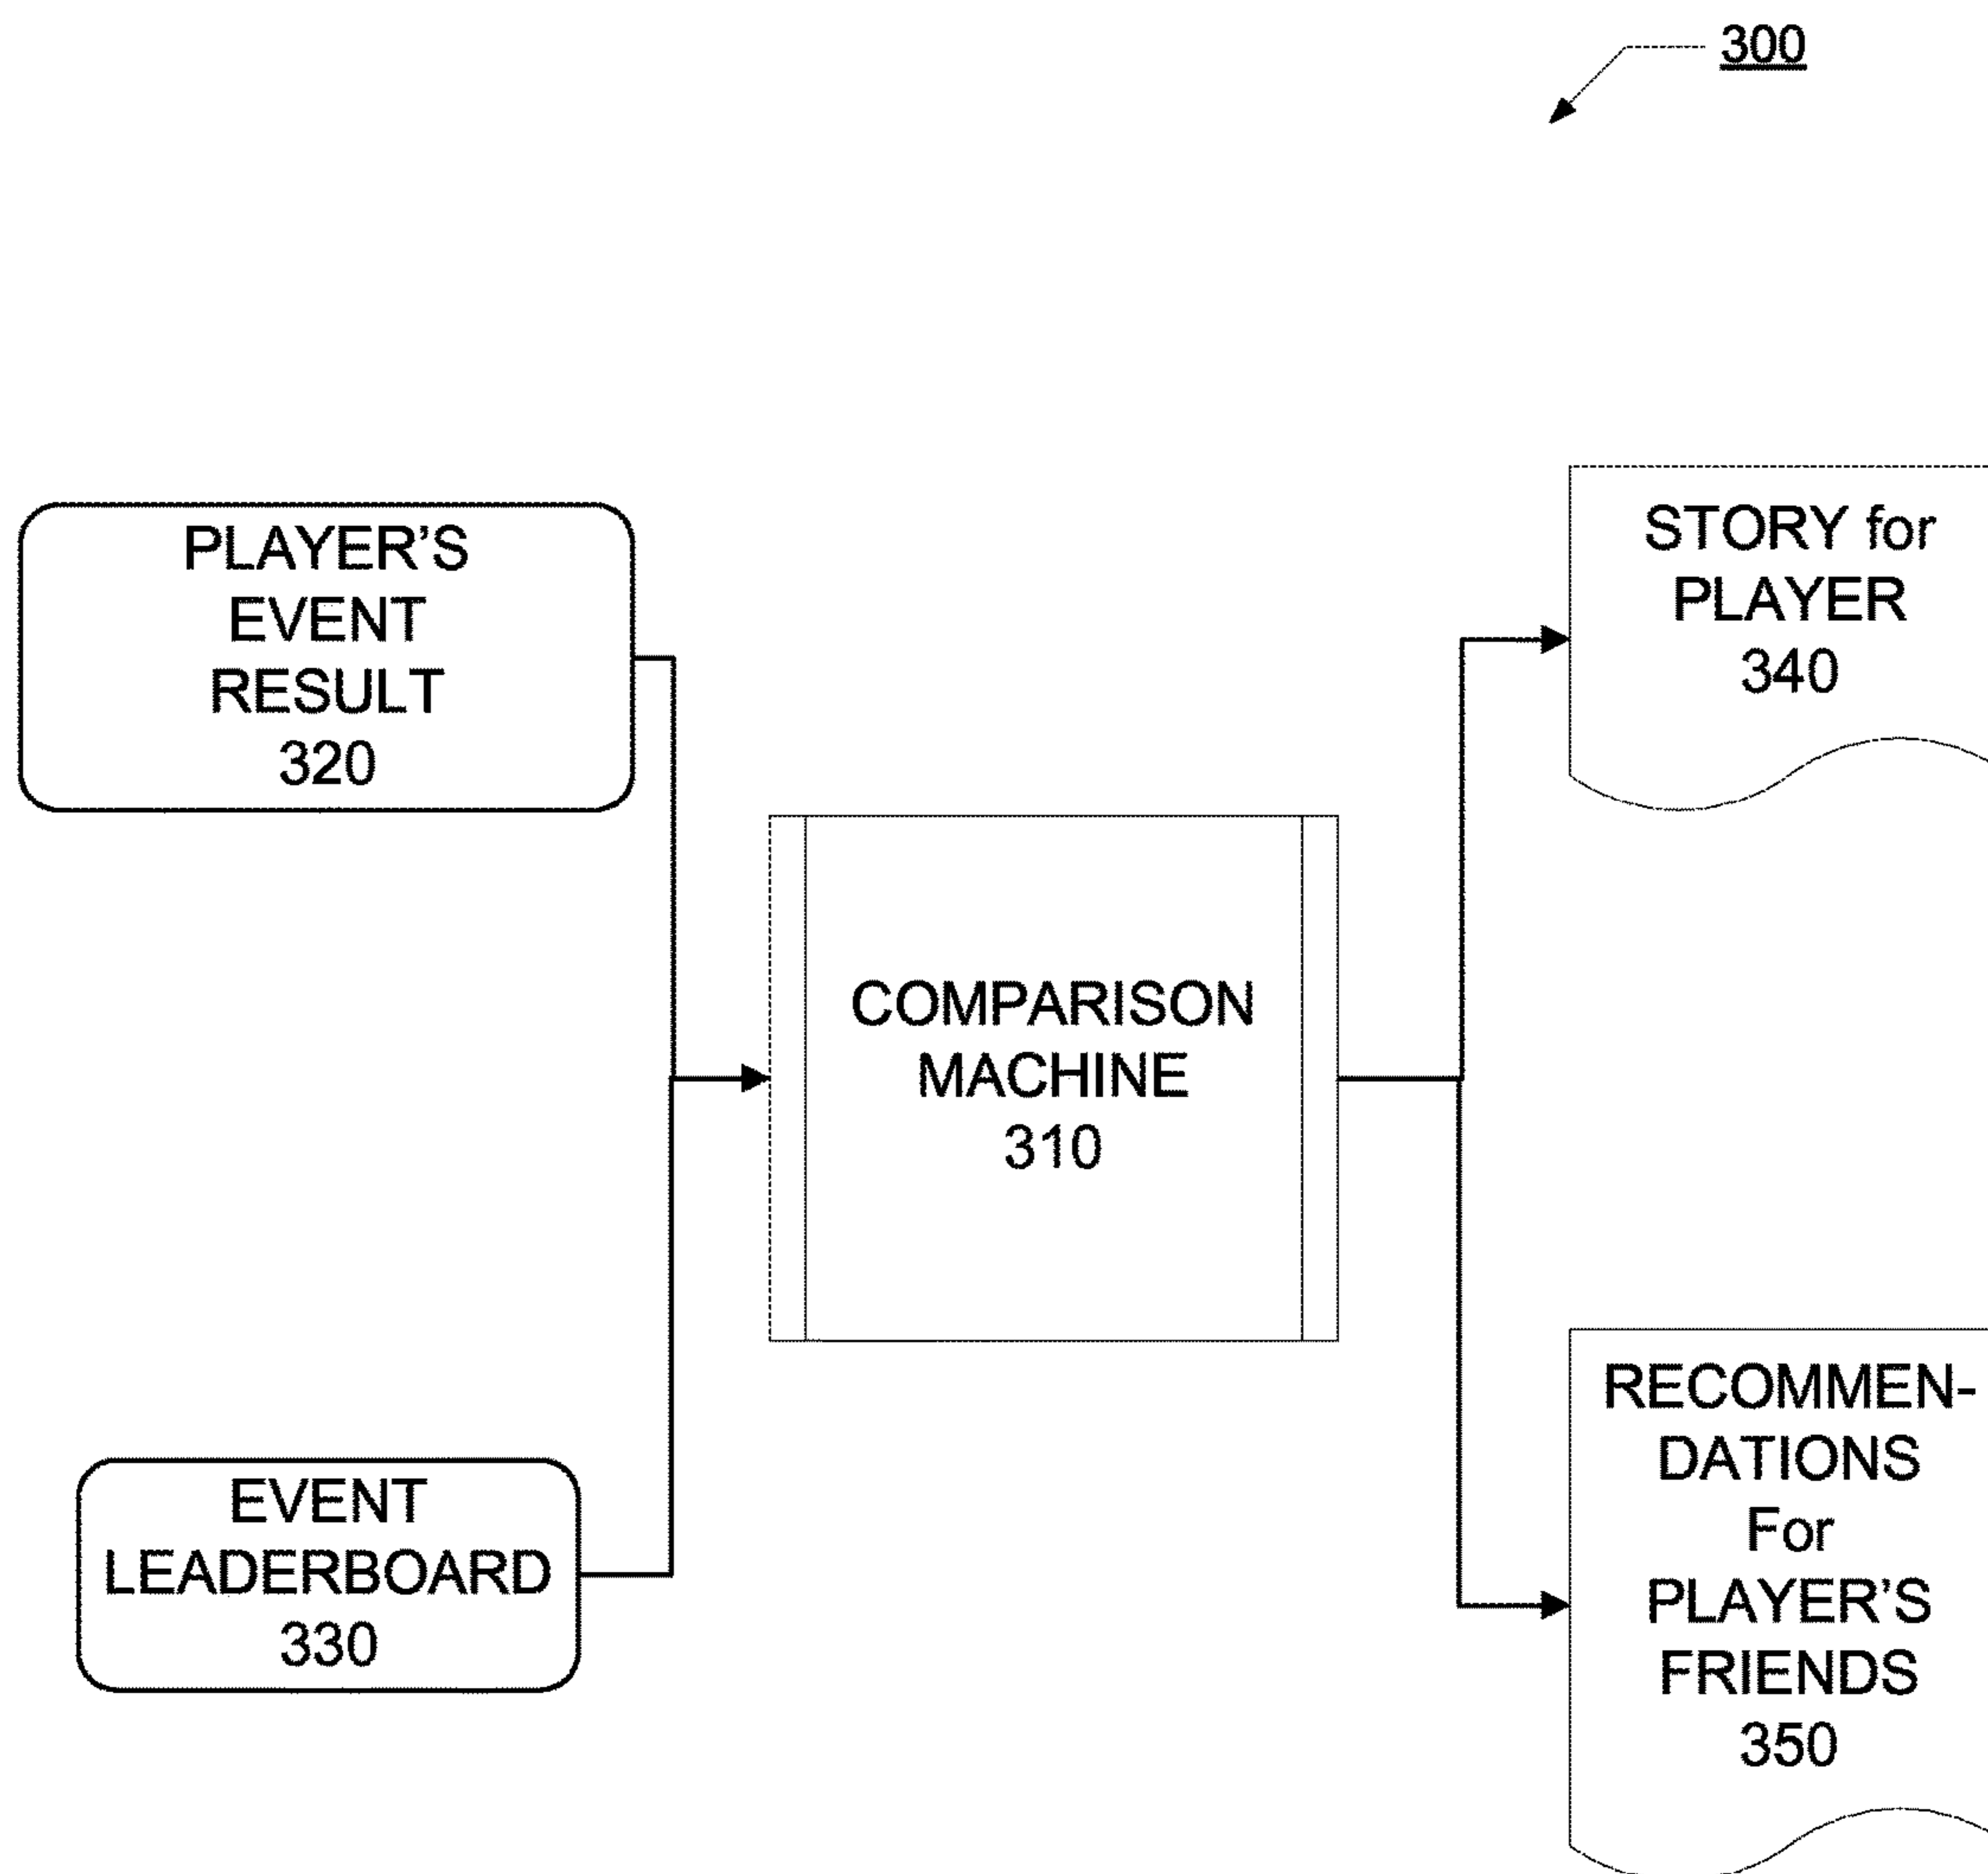 300
PLAYER’S
EVENT
RESULT
320
STORY for
PLAYER
340
COMPARISON
MACHINE
310
EVENT
LEADERBOARD
330
RECOMMEN-
DATIONS
For
PLAYER’S
FRIENDS
350